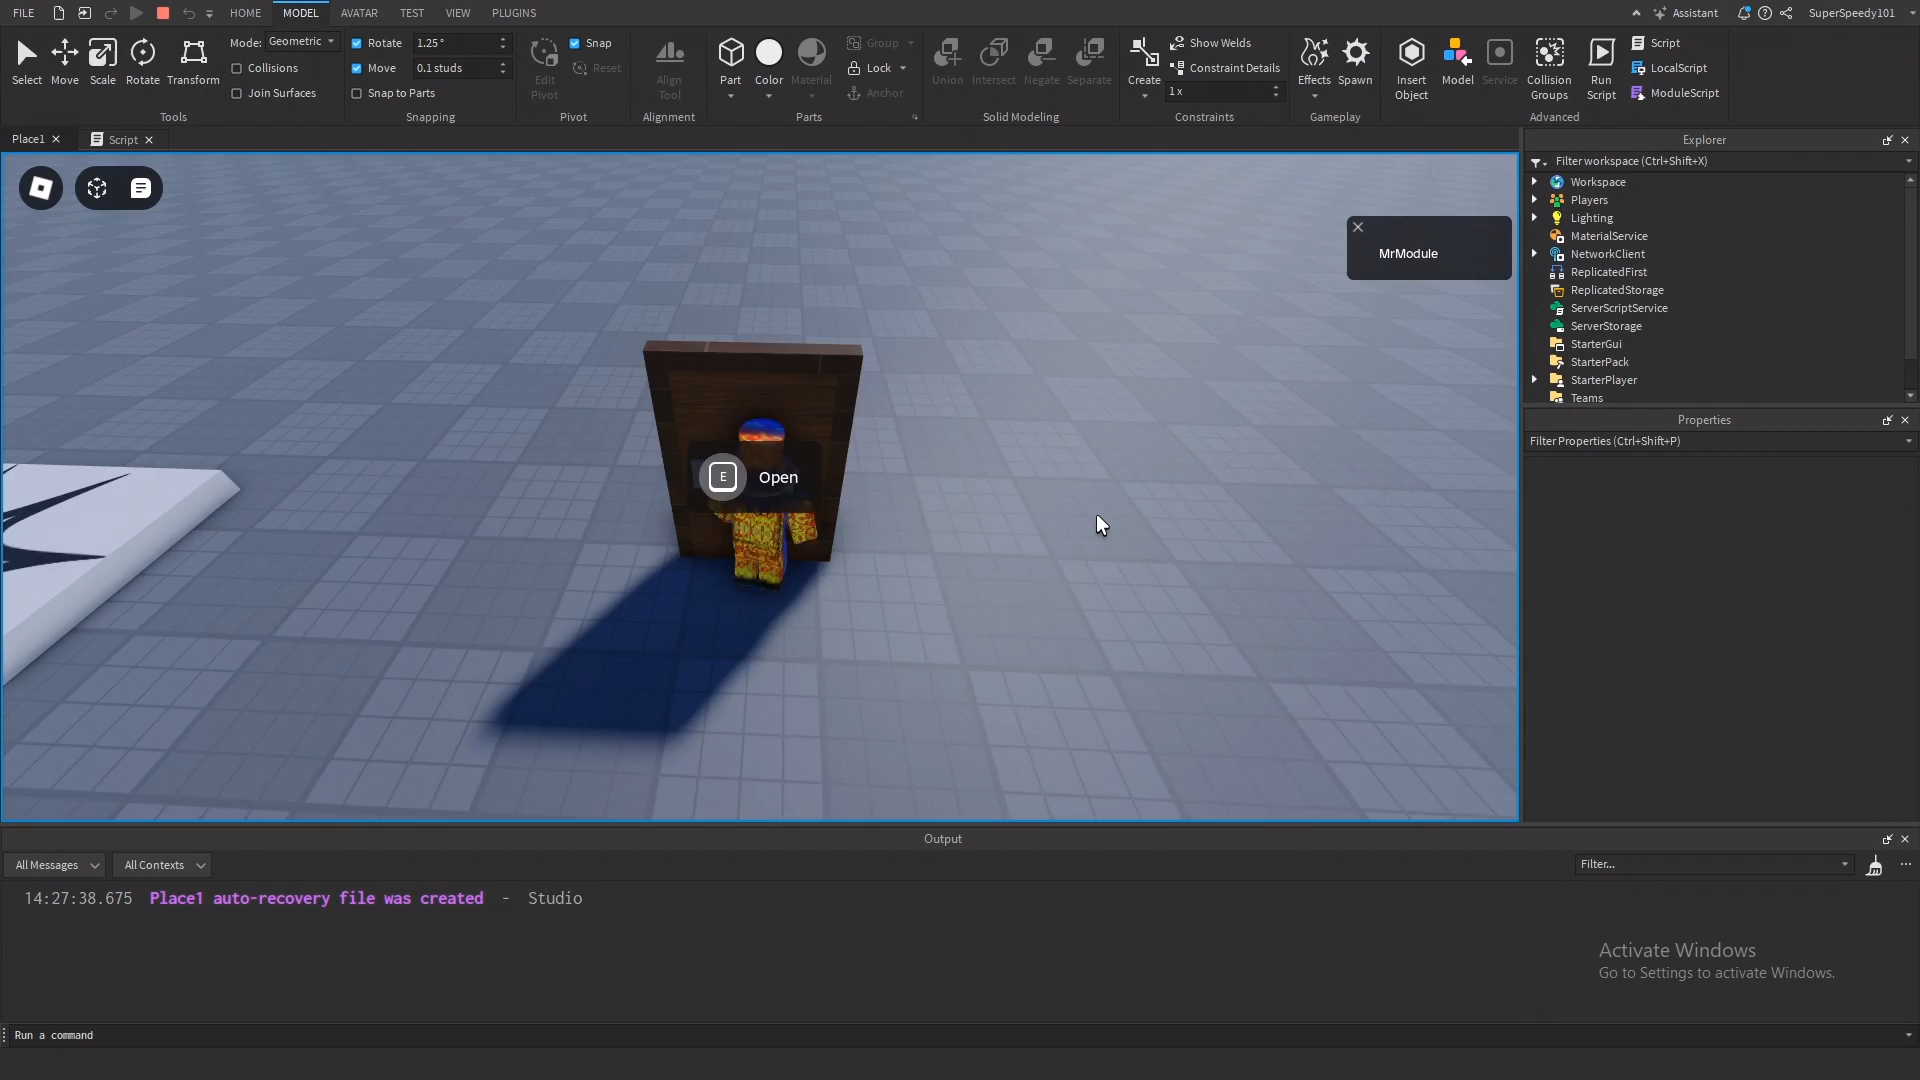 FILE HOME MODEL AVATAR TEST VIEW PLUGINS Assistant SuperSpeedy101
Select Move Scale Rotate Transform
Mode: Geometric
Collisions
Join Surfaces
Tools
Rotate 1.25°
Move 0.1 studs
Snap to Parts
Snapping
Edit Pivot
Snap
Reset
Pivot
Align Tool
Alignment
Part Color Material
Group
Lock
Anchor
Parts
Union Intersect Negate Separate
Solid Modeling
Create
Show Welds
Constraint Details
1 x
Constraints
Effects Spawn
Gameplay
Insert Object
Model Service
Collision Groups
Run Script
Script
LocalScript
ModuleScript
Advanced
Place1 Script
MrModule
E Open
Explorer
Filter workspace (Ctrl+Shift+X)
Workspace
Players
Lighting
MaterialService
NetworkClient
ReplicatedFirst
ReplicatedStorage
ServerScriptService
ServerStorage
StarterGui
StarterPack
StarterPlayer
Teams
Properties
Filter Properties (Ctrl+Shift+P)
Output
All Messages All Contexts Filter...
14:27:38.675 Place1 auto-recovery file was created - Studio
Activate Windows
Go to Settings to activate Windows.
Run a command